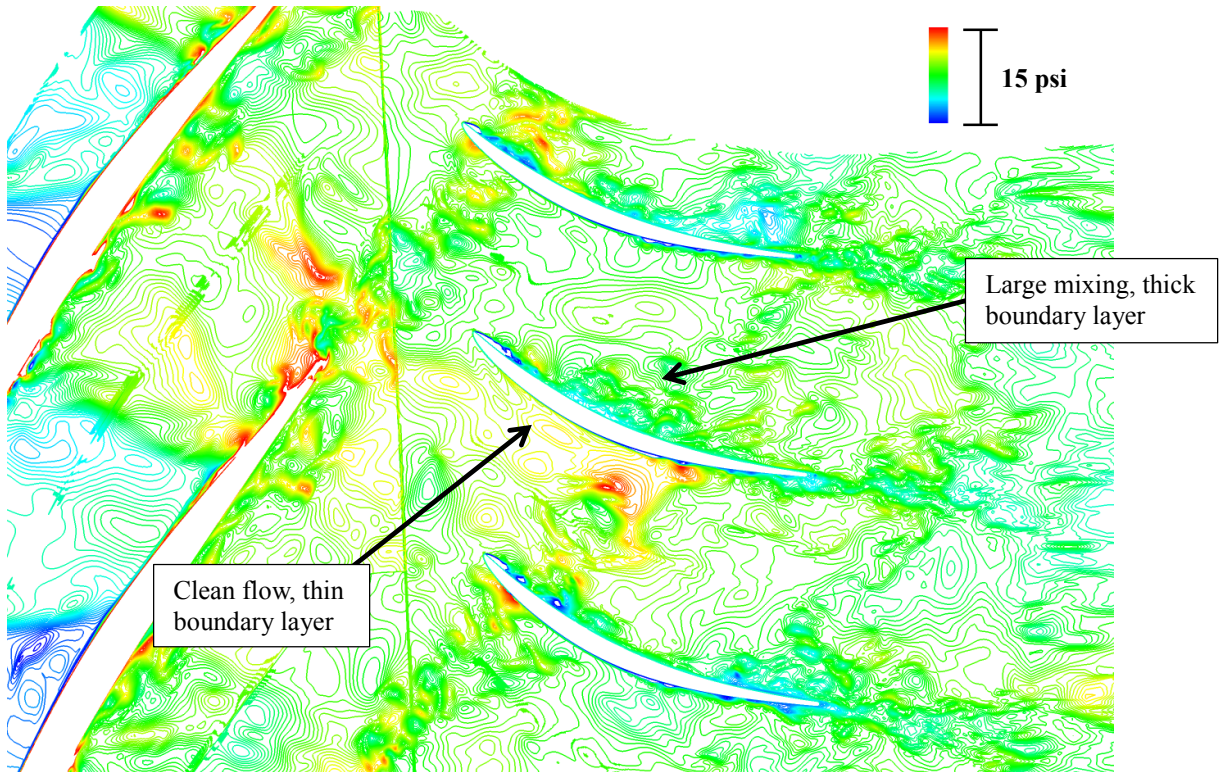 15 psi
Large mixing, thick
boundary layer
Clean flow, thin
boundary layer